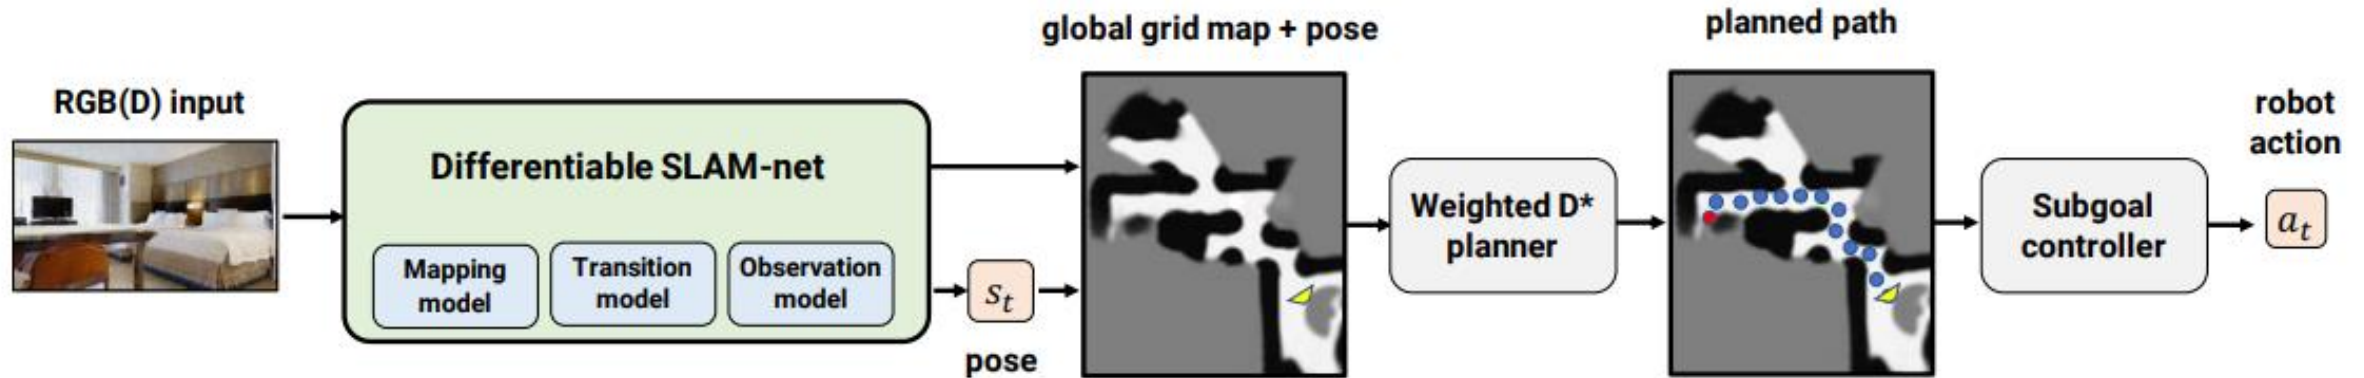 RGB(D) input
Differentiable SLAM-net
Mapping
model
Transition
model
Observation
model
s_t
pose
global grid map + pose
Weighted D*
planner
planned path
Subgoal
controller
robot
action
a_t